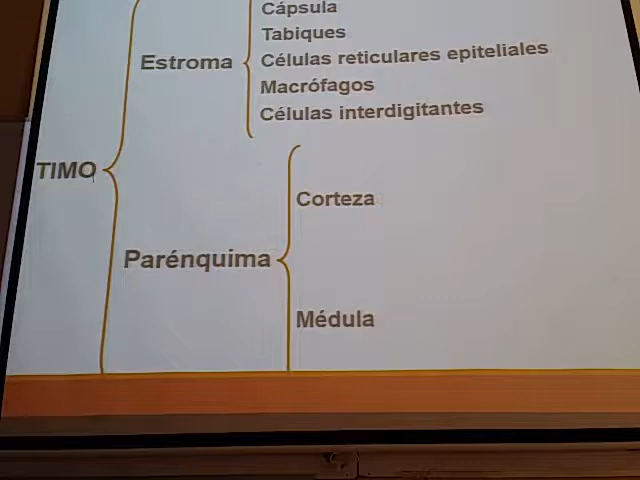 Cápsula
Tabiques
Estroma
Células reticulares epiteliales
Macrófagos
Células interdigitantes
TIMO
Corteza
Parénquima
Médula